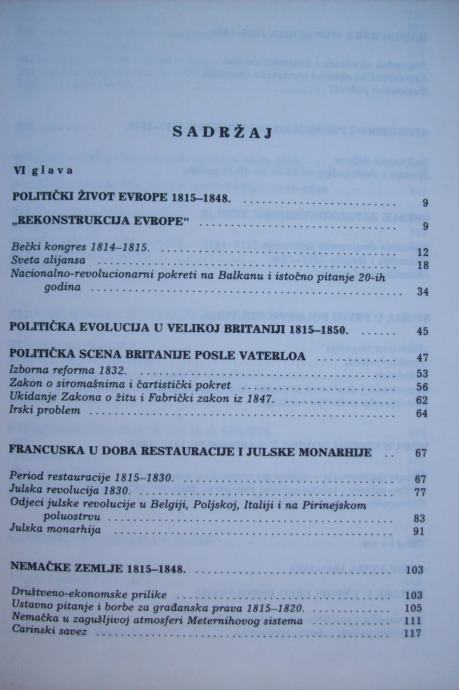 SADRŽAJ
VI glava
POLITIČKI ŽIVOT EVROPE 1815–1848. 9
„REKONSTRUKCIJA EVROPE“ 9
Bečki kongres 1814–1815. 12
Sveta alijansa 18
Nacionalno-revolucionarni pokreti na Balkanu i istočno pitanje 20-ih
godina 34
POLITIČKA EVOLUCIJA U VELIKOJ BRITANIJI 1815–1850. 45
POLITIČKA SCENA BRITANIJE POSLE VATERLOA 47
Izborna reforma 1832. 53
Zakon o siromašnima i čartistički pokret 56
Ukidanje Zakona o žitu i Fabrički zakon iz 1847. 62
Irski problem 64
FRANCUSKA U DOBA RESTAURACIJE I JULSKE MONARHIJE 67
Period restauracije 1815–1830. 67
Julska revolucija 1830. 77
Odjeci julske revolucije u Belgiji, Poljskoj, Italiji i na Pirinejskom
poluostrvu 83
Julska monarhija 91
NEMAČKE ZEMLJE 1815–1848. 103
Društveno-ekonomske prilike 103
Ustavno pitanje i borbe za građanska prava 1815–1820. 105
Nemačka u zagušljivoj atmosferi Meternihovog sistema 111
Carinski savez 117